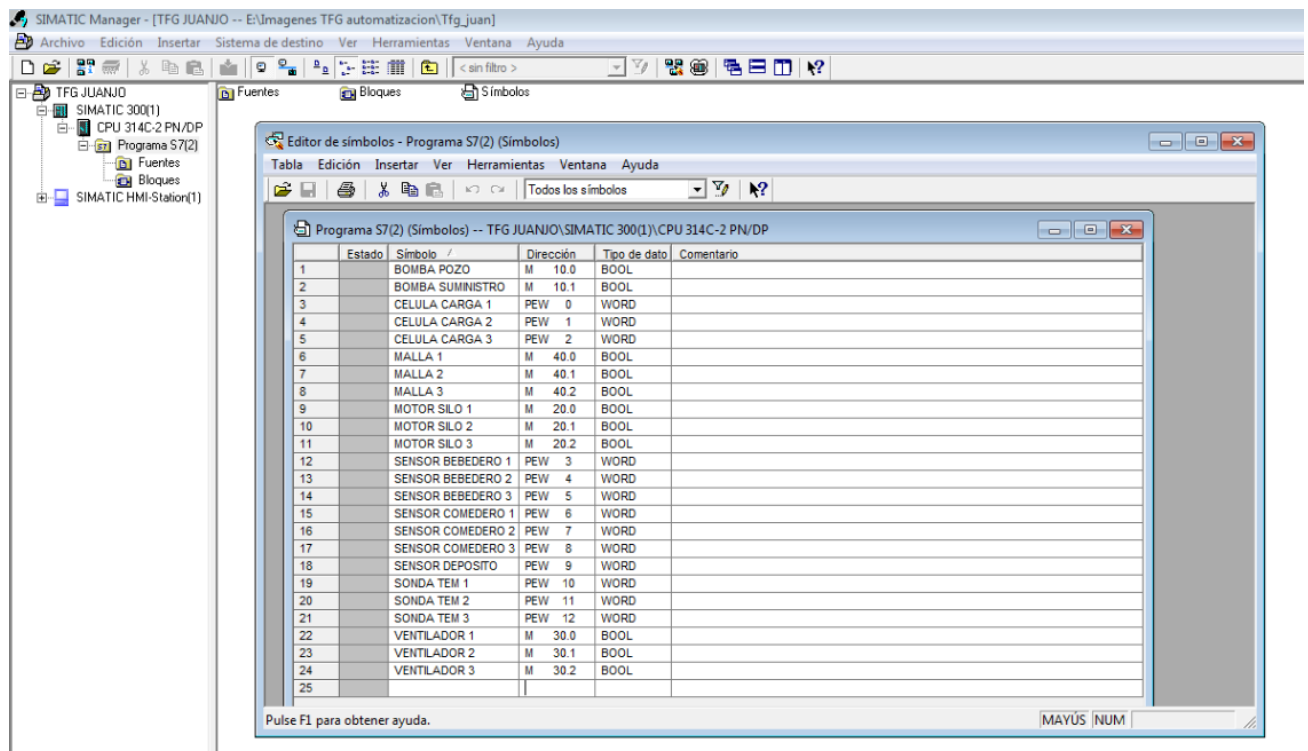 SIMATIC Manager - [TFG JUANJO -- E:\Imagenes TFG automatizacion\Tfg_juan]
Archivo Edición Insertar Sistema de destino Ver Herramientas Ventana Ayuda
< sin filtro >
TFG JUANJO
SIMATIC 300(1)
CPU 314C-2 PN/DP
Programa S7(2)
Fuentes
Bloques
SIMATIC HMI-Station(1)
Fuentes Bloques Símbolos
Editor de símbolos - Programa S7(2) (Símbolos)
Tabla Edición Insertar Ver Herramientas Ventana Ayuda
Todos los símbolos
Programa S7(2) (Símbolos) -- TFG JUANJO\SIMATIC 300(1)\CPU 314C-2 PN/DP
Estado Símbolo / Dirección Tipo de dato Comentario
1 BOMBA POZO M 10.0 BOOL
2 BOMBA SUMINISTRO M 10.1 BOOL
3 CELULA CARGA 1 PEW 0 WORD
4 CELULA CARGA 2 PEW 1 WORD
5 CELULA CARGA 3 PEW 2 WORD
6 MALLA 1 M 40.0 BOOL
7 MALLA 2 M 40.1 BOOL
8 MALLA 3 M 40.2 BOOL
9 MOTOR SILO 1 M 20.0 BOOL
10 MOTOR SILO 2 M 20.1 BOOL
11 MOTOR SILO 3 M 20.2 BOOL
12 SENSOR BEBEDERO 1 PEW 3 WORD
13 SENSOR BEBEDERO 2 PEW 4 WORD
14 SENSOR BEBEDERO 3 PEW 5 WORD
15 SENSOR COMEDERO 1 PEW 6 WORD
16 SENSOR COMEDERO 2 PEW 7 WORD
17 SENSOR COMEDERO 3 PEW 8 WORD
18 SENSOR DEPOSITO PEW 9 WORD
19 SONDA TEM 1 PEW 10 WORD
20 SONDA TEM 2 PEW 11 WORD
21 SONDA TEM 3 PEW 12 WORD
22 VENTILADOR 1 M 30.0 BOOL
23 VENTILADOR 2 M 30.1 BOOL
24 VENTILADOR 3 M 30.2 BOOL
25
Pulse F1 para obtener ayuda. MAYÚS NUM